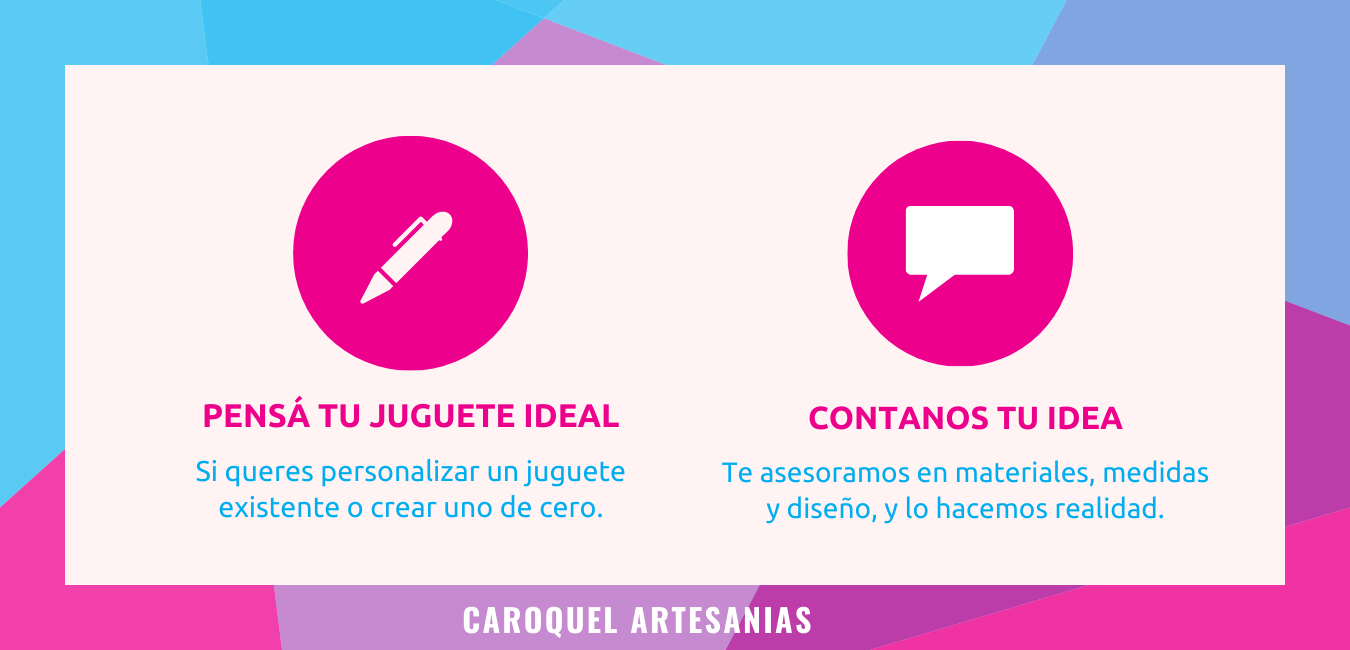 PENSÁ TU JUGUETE IDEAL
Si queres personalizar un juguete
existente o crear uno de cero.
CONTANOS TU IDEA
Te asesoramos en materiales, medidas
y diseño, y lo hacemos realidad.
CAROQUEL ARTESANIAS